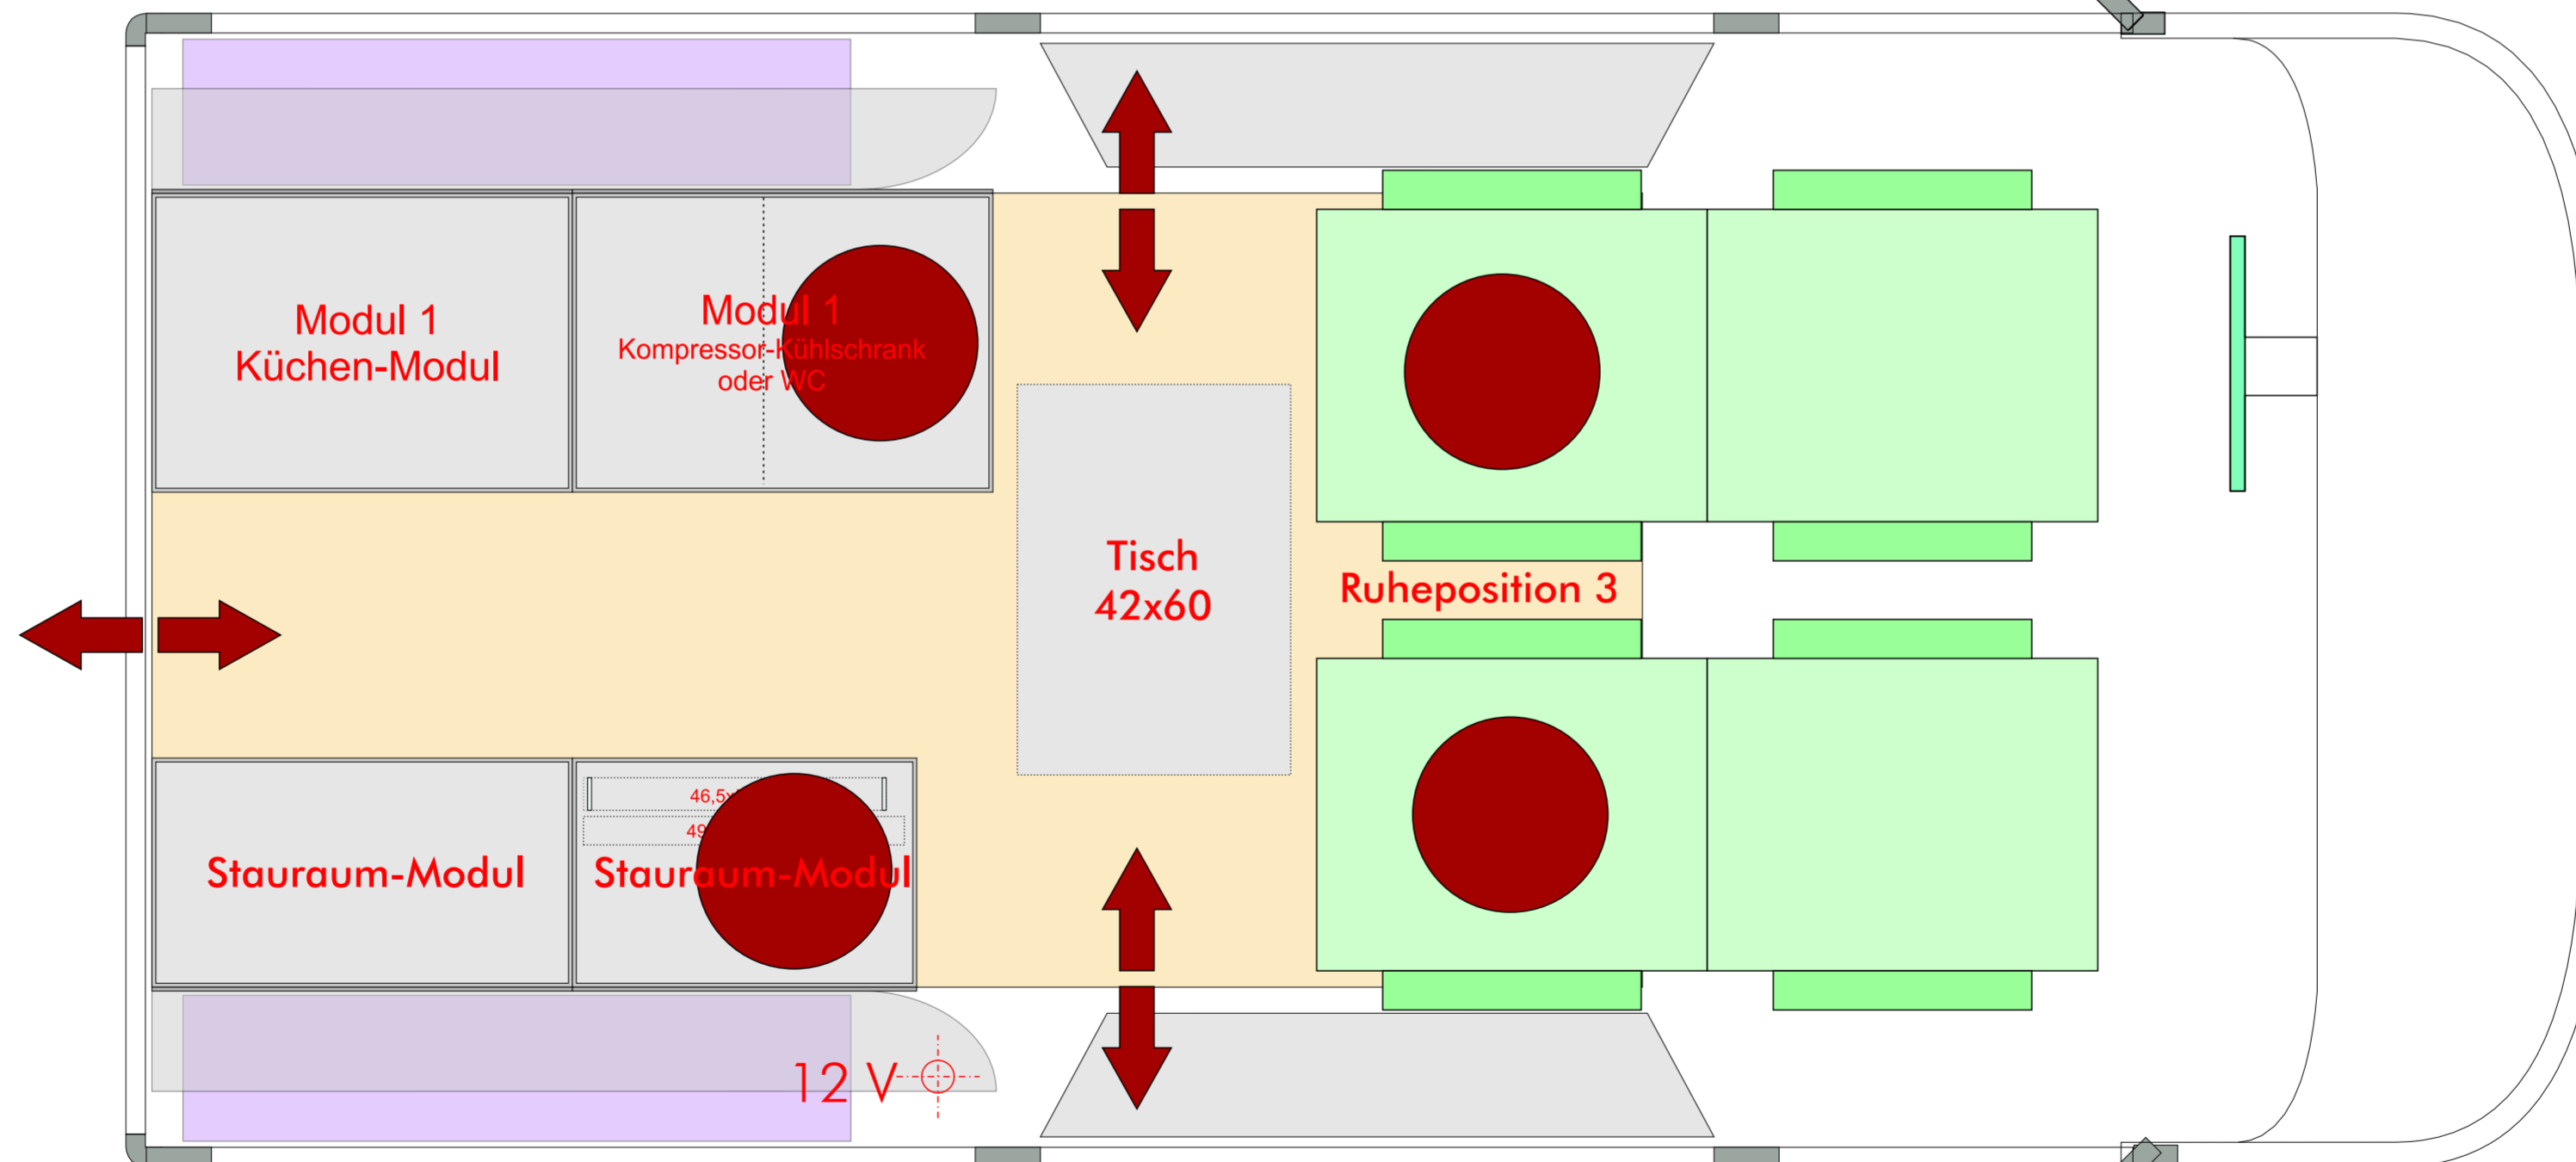 Modul 1
Küchen-Modul
Modul 1
Kompressor-Kühlschrank
oder WC
Tisch
42x60
Ruheposition 3
Stauraum-Modul
Stauraum-Modul
12 V